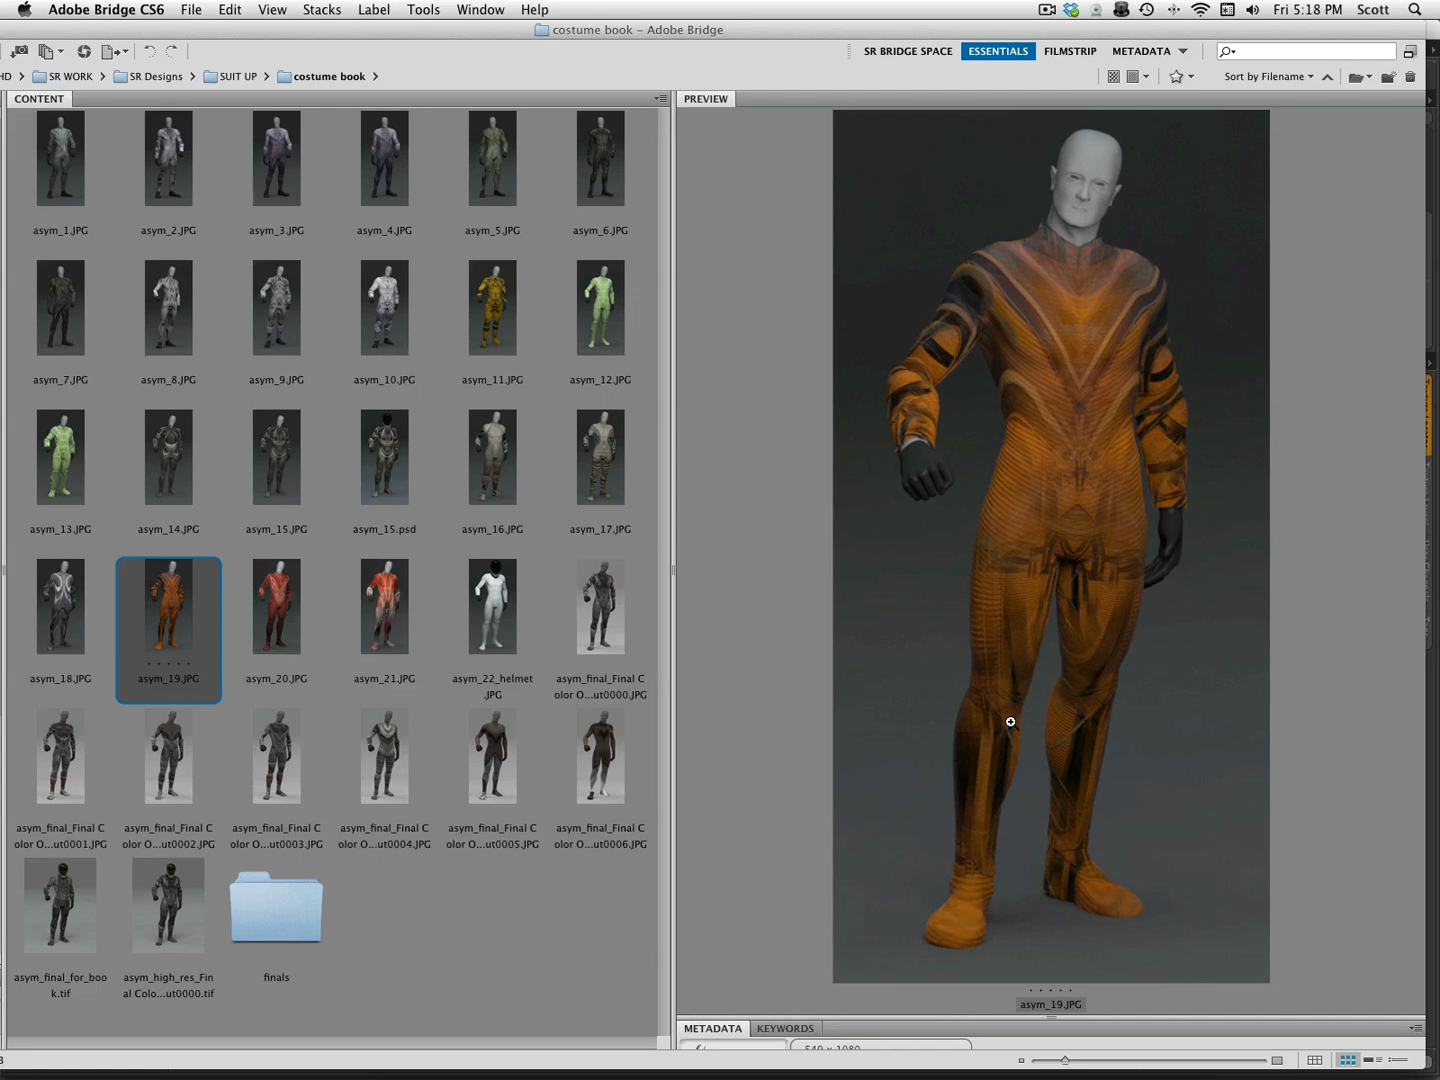 Adobe Bridge CS6 File Edit View Stacks Label Tools Window Help Fri 5:18 PM Scott
costume book – Adobe Bridge
SR BRIDGE SPACE ESSENTIALS FILMSTRIP METADATA
HD SR WORK SR Designs SUIT UP costume book Sort by Filename
CONTENT
PREVIEW
asym_1.JPG asym_2.JPG asym_3.JPG asym_4.JPG asym_5.JPG asym_6.JPG
asym_7.JPG asym_8.JPG asym_9.JPG asym_10.JPG asym_11.JPG asym_12.JPG
asym_13.JPG asym_14.JPG asym_15.JPG asym_15.psd asym_16.JPG asym_17.JPG
asym_18.JPG asym_19.JPG asym_20.JPG asym_21.JPG asym_22_helmet asym_final_Final C
.JPG olor O...ut0000.JPG
asym_final_Final C asym_final_Final C asym_final_Final C asym_final_Final C asym_final_Final C asym_final_Final C
olor O...ut0001.JPG olor O...ut0002.JPG olor O...ut0003.JPG olor O...ut0004.JPG olor O...ut0005.JPG olor O...ut0006.JPG
asym_final_for_boo asym_high_res_Fin finals
k.tif al Colo...ut0000.tif
asym_19.JPG
METADATA KEYWORDS
540 x 1080